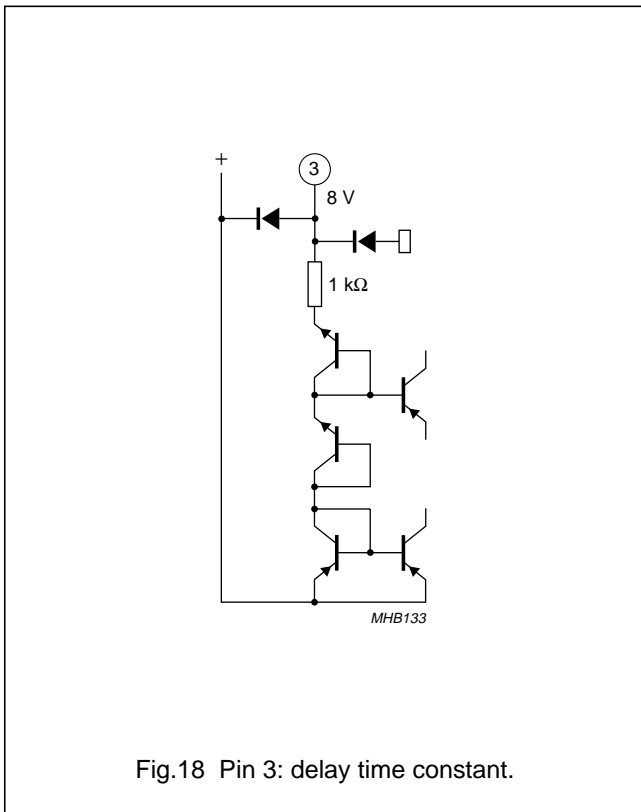 +
3
8 V
1 kΩ
MHB133
Fig.18 Pin 3: delay time constant.